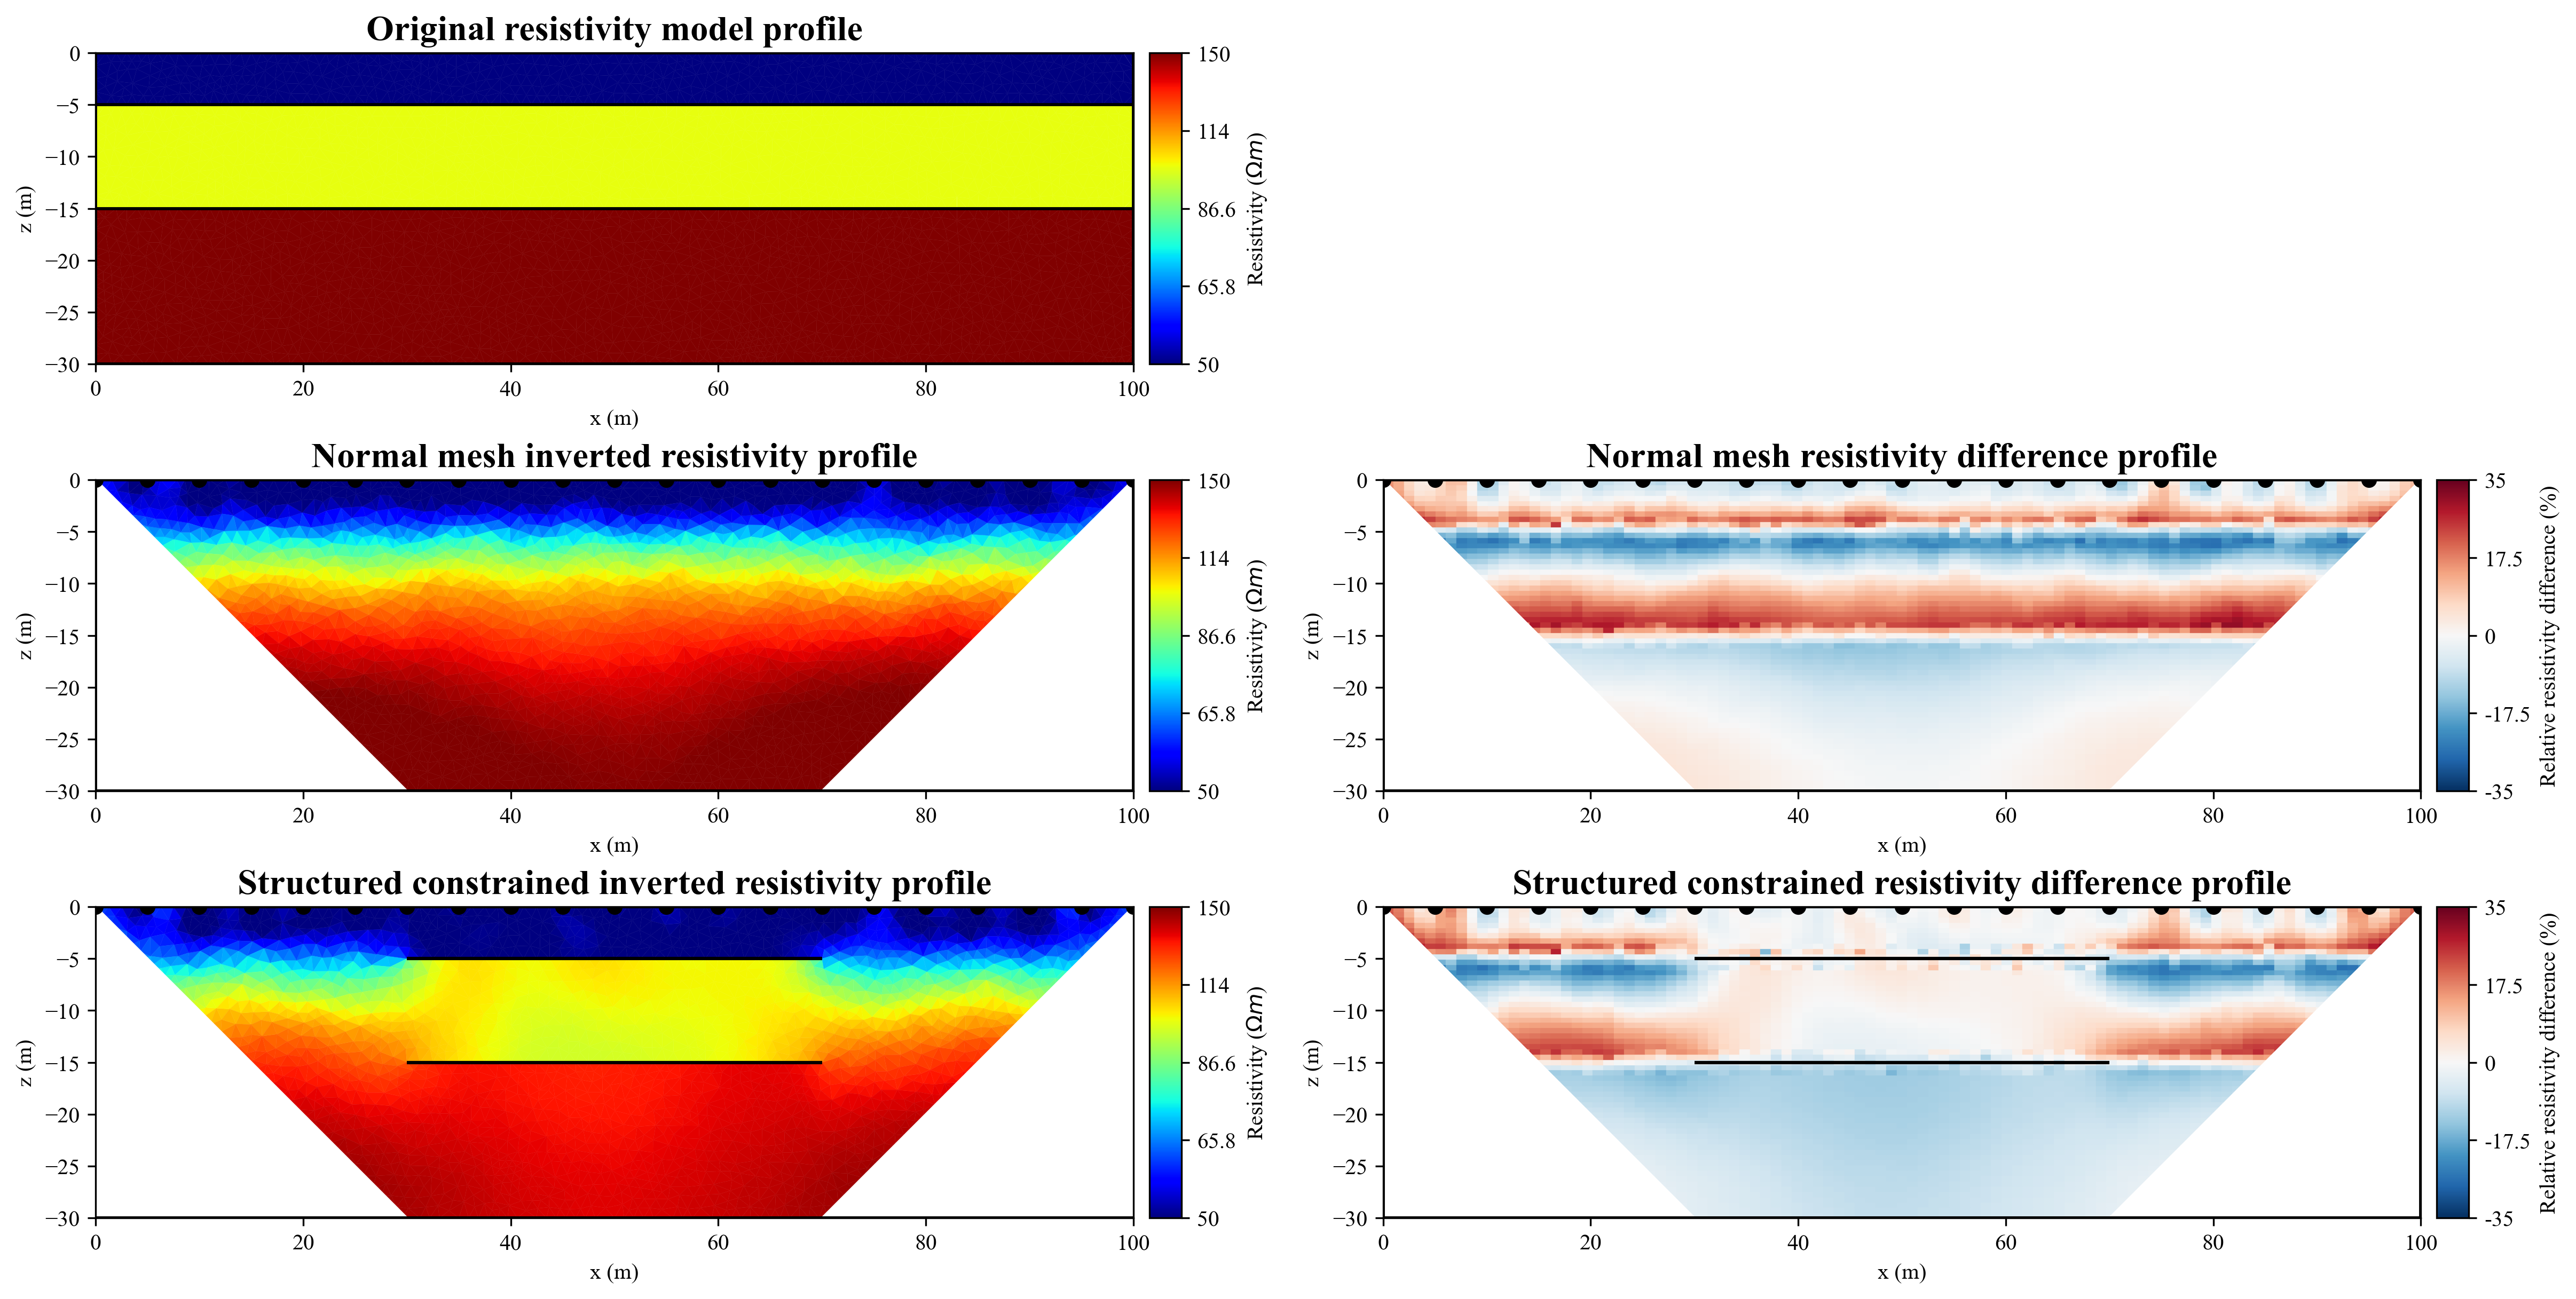 Original resistivity model profile
0
−5
−10
−15
−20
−25
−30
z (m)
0 20 40 60 80 100
x (m)
150
114
86.6
65.8
50
Resistivity (Ωm)
Normal mesh inverted resistivity profile
0
−5
−10
−15
−20
−25
−30
z (m)
0 20 40 60 80 100
x (m)
150
114
86.6
65.8
50
Resistivity (Ωm)
Normal mesh resistivity difference profile
0
−5
−10
−15
−20
−25
−30
z (m)
0 20 40 60 80 100
x (m)
35
17.5
0
-17.5
-35
Relative resistivity difference (%)
Structured constrained inverted resistivity profile
0
−5
−10
−15
−20
−25
−30
z (m)
0 20 40 60 80 100
x (m)
150
114
86.6
65.8
50
Resistivity (Ωm)
Structured constrained resistivity difference profile
0
−5
−10
−15
−20
−25
−30
z (m)
0 20 40 60 80 100
x (m)
35
17.5
0
-17.5
-35
Relative resistivity difference (%)